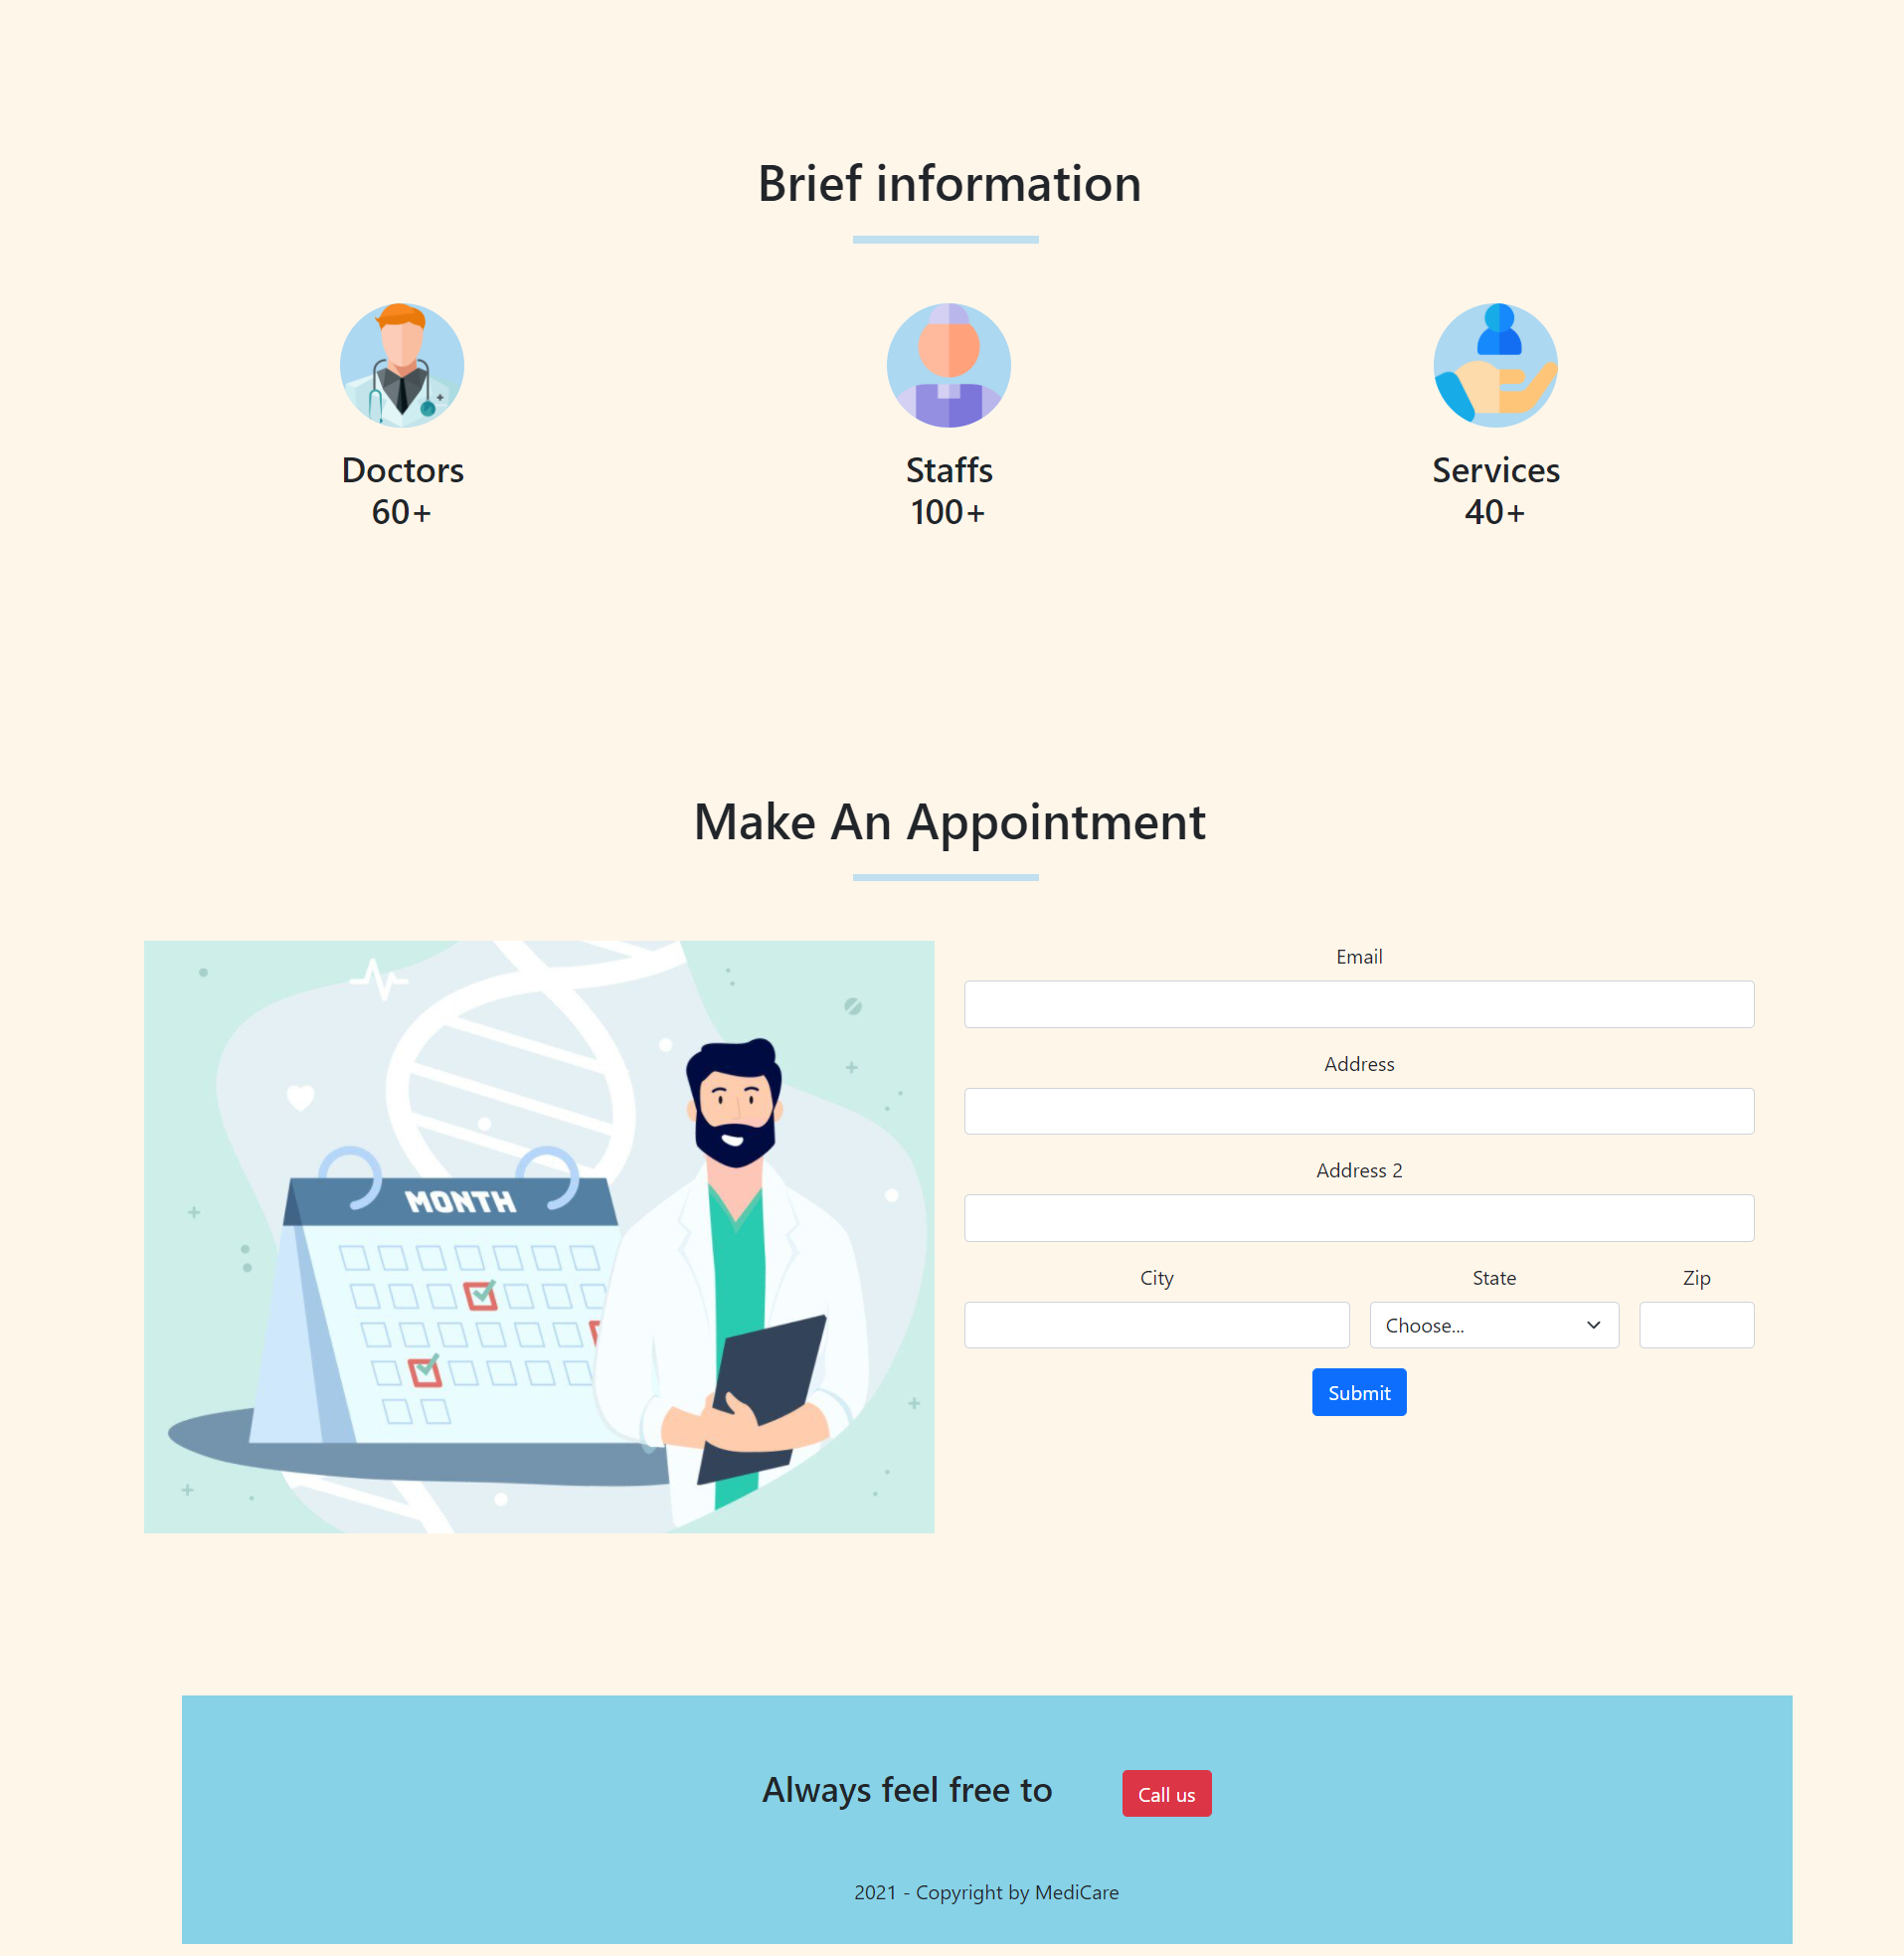 Brief information
Doctors
60+
Staffs
100+
Services
40+
Make An Appointment
MONTH
Email
Address
Address 2
City
State
Zip
Choose...
Submit
Always feel free to
Call us
2021 - Copyright by MediCare